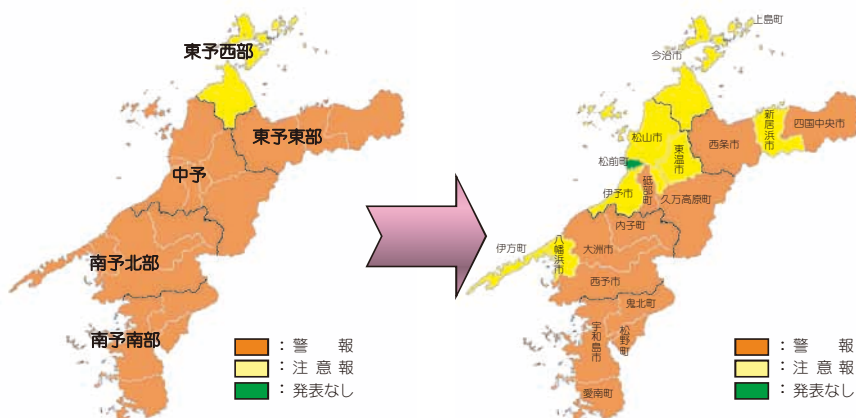 東予西部
東予東部
中予
南予北部
南予南部
：警　報
：注意報
：発表なし
上島町
今治市
新居浜市
四国中央市
松山市
東温市
西条市
松前町
砥部町
伊予市
久万高原町
内子町
伊方町
八幡浜市
大洲市
西予市
鬼北町
宇和島市
松野町
愛南町
：警　報
：注意報
：発表なし